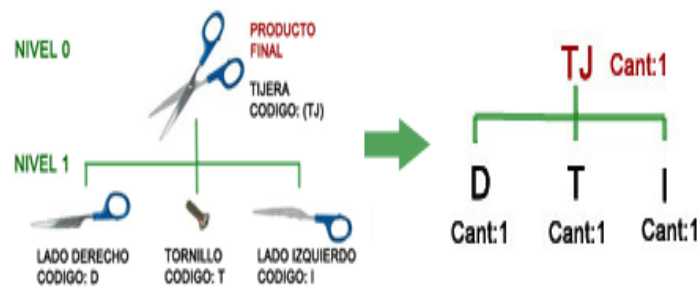 NIVEL 0
PRODUCTO
FINAL
TIJERA
CODIGO: (TJ)
NIVEL 1
LADO DERECHO
CODIGO: D
TORNILLO
CODIGO: T
LADO IZQUIERDO
CODIGO: I
TJ Cant:1
D T I
Cant:1 Cant:1 Cant:1